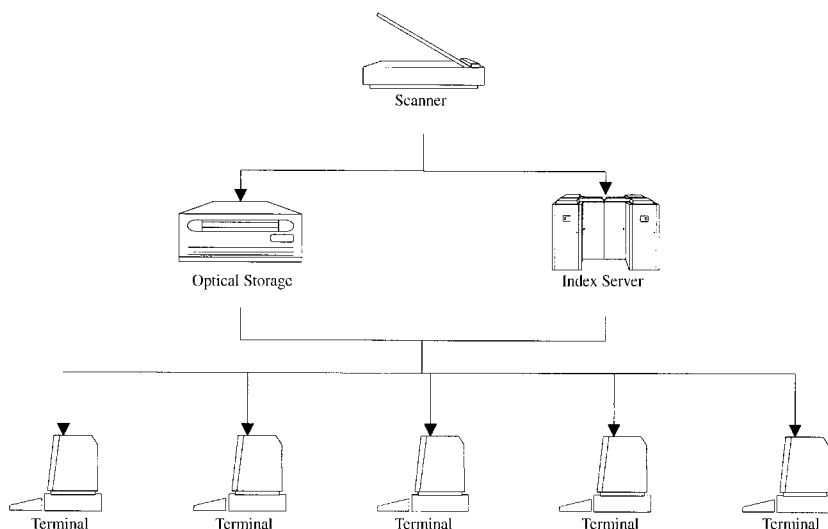 Scanner
Optical Storage
Index Server
Terminal
Terminal
Terminal
Terminal
Terminal